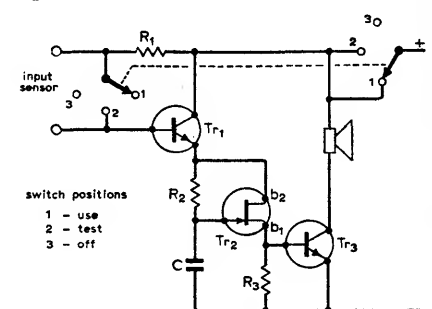 3
R1
2
+
input
sensor
1
1
3
2
Tr1
switch positions
1 - use
2 - test
3 - off
R2
b2
b1
Tr2
Tr3
C
R3